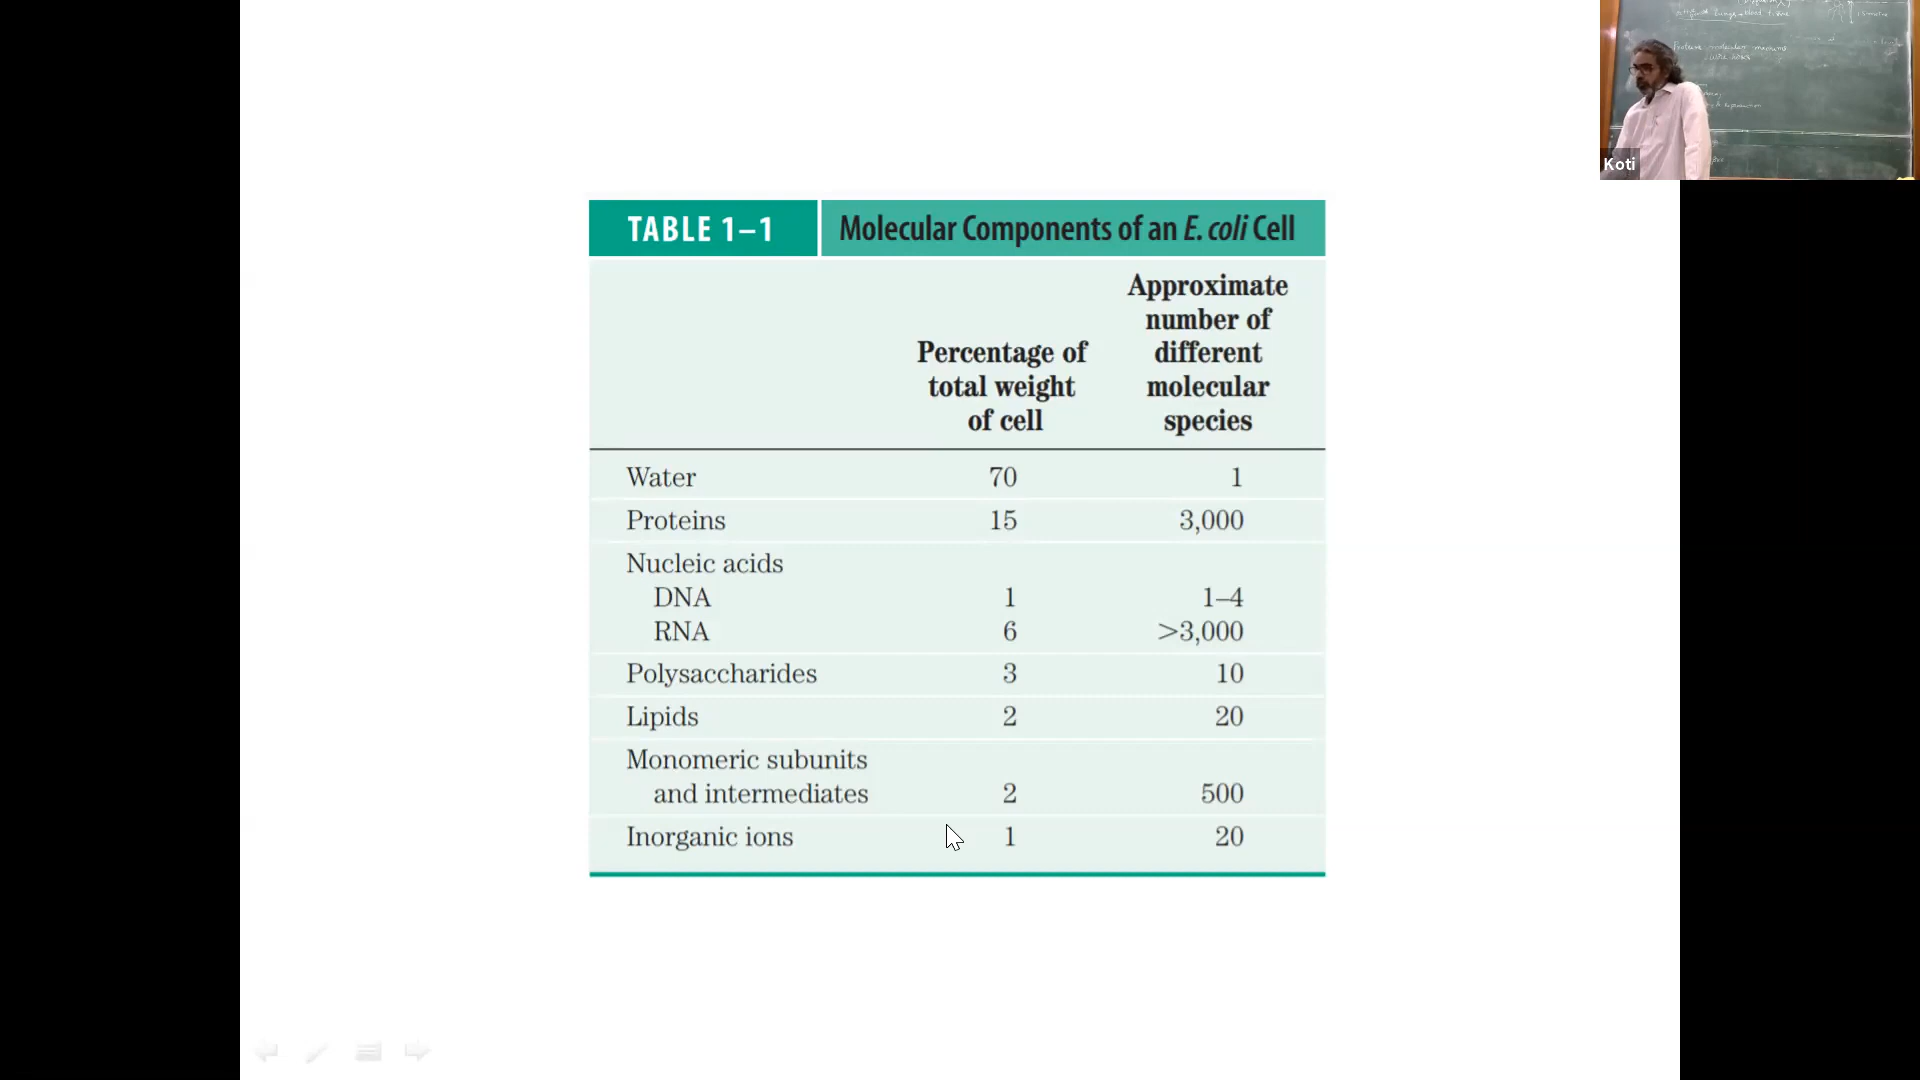 TABLE 1–1 Molecular Components of an E. coli Cell
Percentage of total weight of cell
Approximate number of different molecular species
Water 70 1
Proteins 15 3,000
Nucleic acids
DNA 1 1–4
RNA 6 >3,000
Polysaccharides 3 10
Lipids 2 20
Monomeric subunits
and intermediates 2 500
Inorganic ions 1 20
Koti